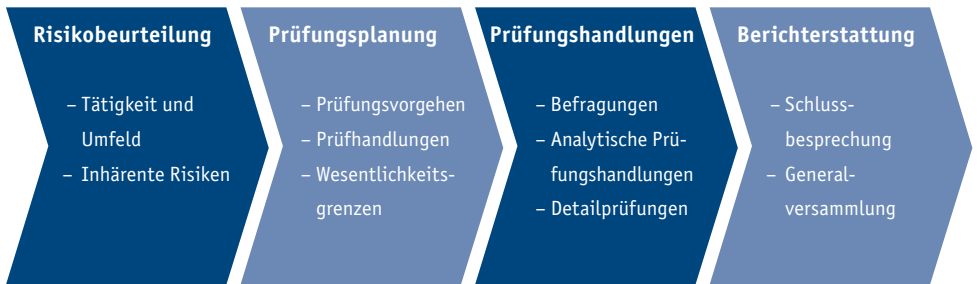 Risikobeurteilung
– Tätigkeit und
Umfeld
– Inhärente Risiken
Prüfungsplanung
– Prüfungsvorgehen
– Prüfhandlungen
– Wesentlichkeits-
grenzen
Prüfungshandlungen
– Befragungen
– Analytische Prü-
fungshandlungen
– Detailprüfungen
Berichterstattung
– Schluss-
besprechung
– General-
versammlung